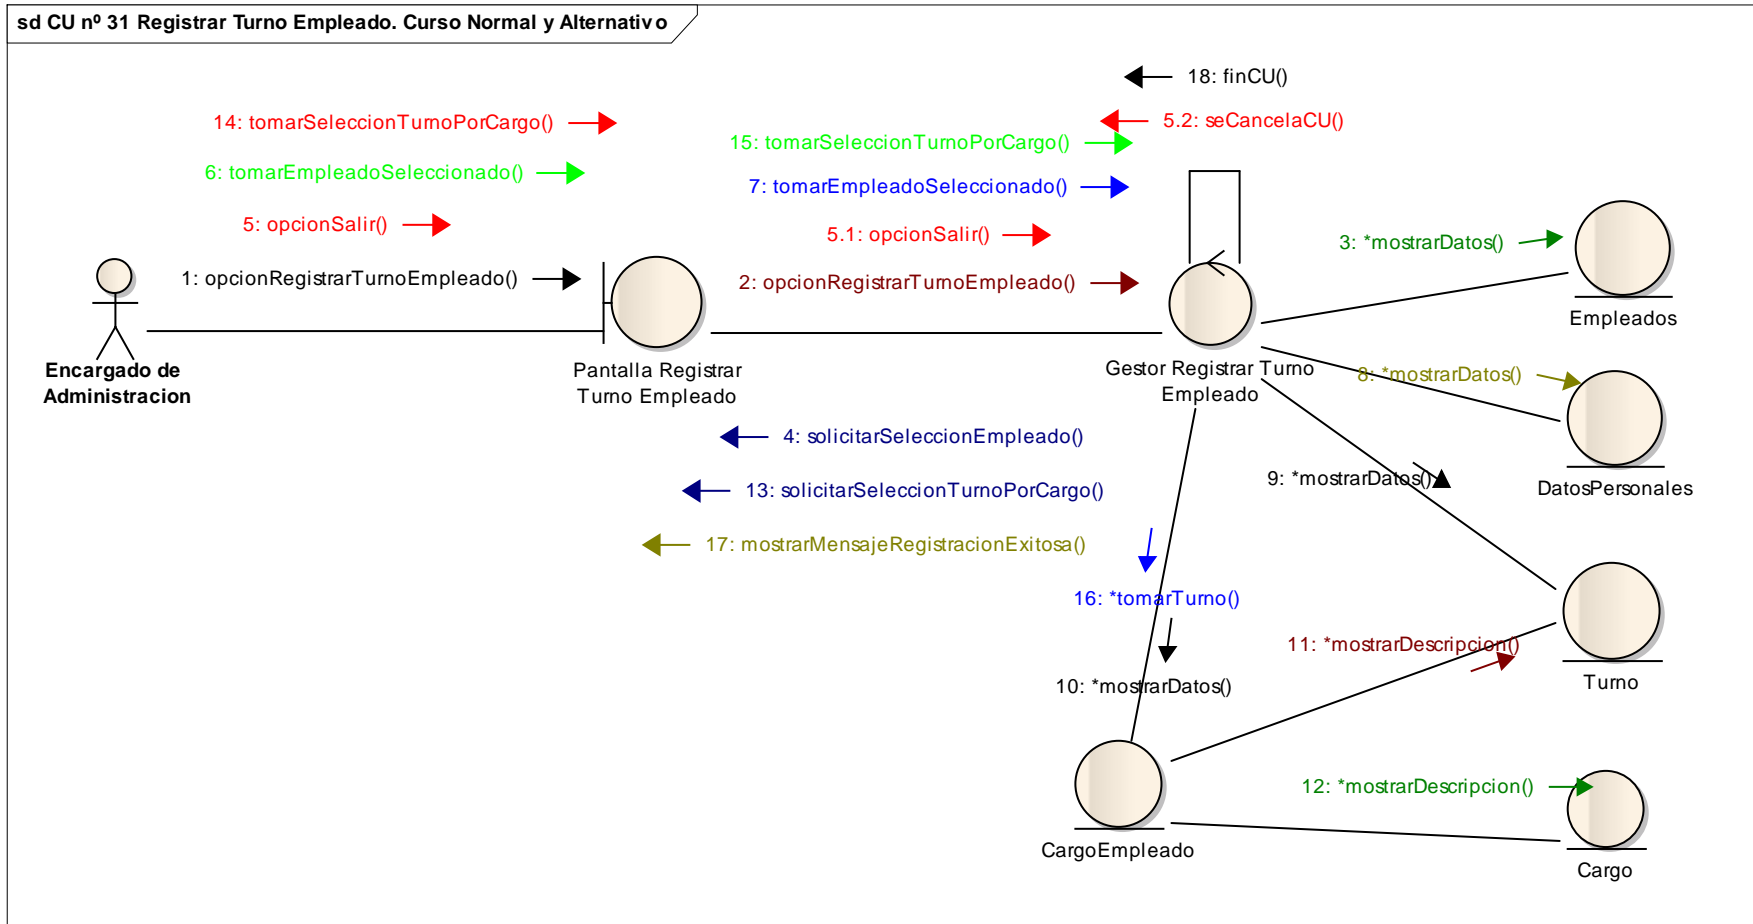 sd CU nº 31 Registrar Turno Empleado. Curso Normal y Alternativo
18: finCU()
14: tomarSeleccionTurnoPorCargo()
5.2: seCancelaCU()
15: tomarSeleccionTurnoPorCargo()
6: tomarEmpleadoSeleccionado()
7: tomarEmpleadoSeleccionado()
5: opcionSalir()
5.1: opcionSalir()
3: *mostrarDatos()
1: opcionRegistrarTurnoEmpleado()
2: opcionRegistrarTurnoEmpleado()
Empleados
Encargado de
Administracion
Pantalla Registrar
Turno Empleado
Gestor Registrar Turno
Empleado
8: *mostrarDatos()
4: solicitarSeleccionEmpleado()
9: *mostrarDatos()
DatosPersonales
13: solicitarSeleccionTurnoPorCargo()
17: mostrarMensajeRegistracionExitosa()
16: *tomarTurno()
11: *mostrarDescripcion()
10: *mostrarDatos()
Turno
12: *mostrarDescripcion()
CargoEmpleado
Cargo